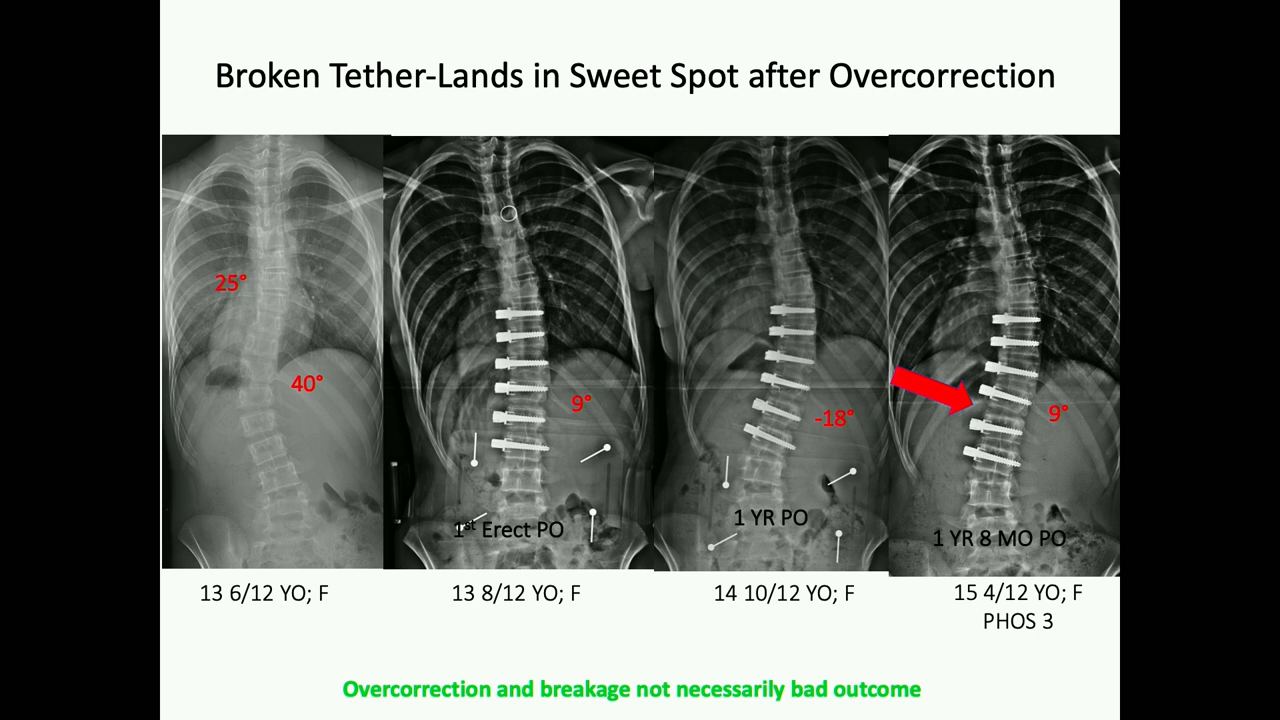 Broken Tether-Lands in Sweet Spot after Overcorrection
25°
40°
9°
-18°
9°
1st Erect PO
1 YR PO
1 YR 8 MO PO
13 6/12 YO; F
13 8/12 YO; F
14 10/12 YO; F
15 4/12 YO; F
PHOS 3
Overcorrection and breakage not necessarily bad outcome